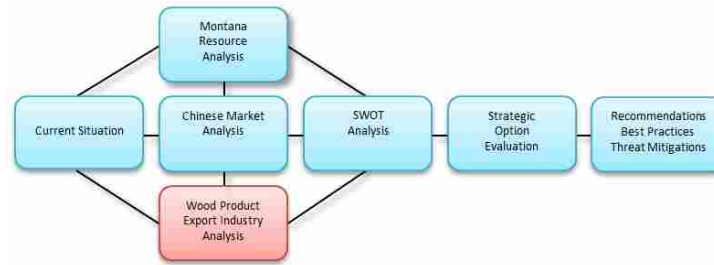 Montana
Resource
Analysis
Current Situation
Chinese Market
Analysis
SWOT
Analysis
Strategic
Option
Evaluation
Recommendations
Best Practices
Threat Mitigations
Wood Product
Export Industry
Analysis